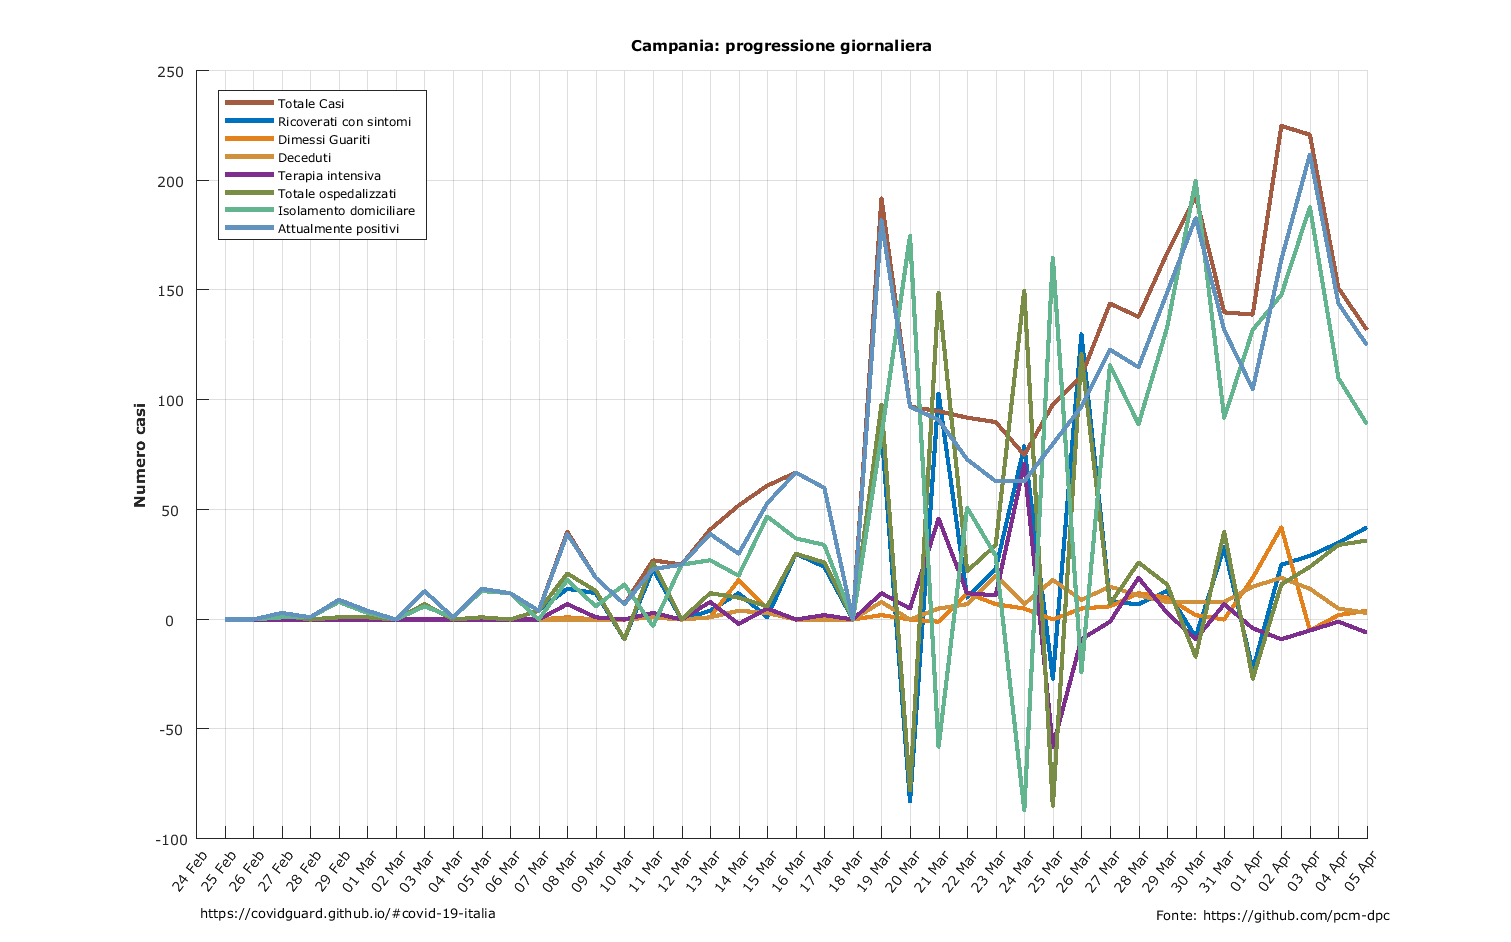 Campania: progressione giornaliera
250
200
150
100
50
0
-50
-100
Numero casi
Totale Casi
Ricoverati con sintomi
Dimessi Guariti
Deceduti
Terapia intensiva
Totale ospedalizzati
Isolamento domiciliare
Attualmente positivi
24 Feb
25 Feb
26 Feb
27 Feb
28 Feb
29 Feb
01 Mar
02 Mar
03 Mar
04 Mar
05 Mar
06 Mar
07 Mar
08 Mar
09 Mar
10 Mar
11 Mar
12 Mar
13 Mar
14 Mar
15 Mar
16 Mar
17 Mar
18 Mar
19 Mar
20 Mar
21 Mar
22 Mar
23 Mar
24 Mar
25 Mar
26 Mar
27 Mar
28 Mar
29 Mar
30 Mar
31 Mar
01 Apr
02 Apr
03 Apr
04 Apr
05 Apr
https://covidguard.github.io/#covid-19-italia
Fonte: https://github.com/pcm-dpc